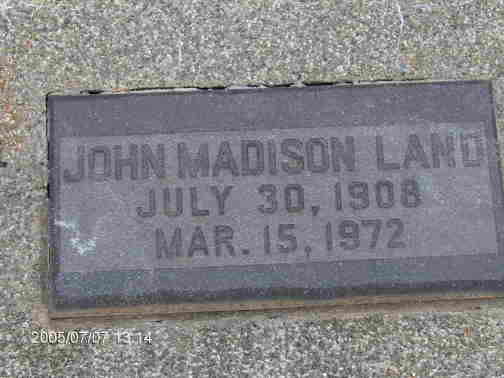 JOHN MADISON LAND
JULY 30, 1908
MAR. 15, 1972
2005/07/07 13:14